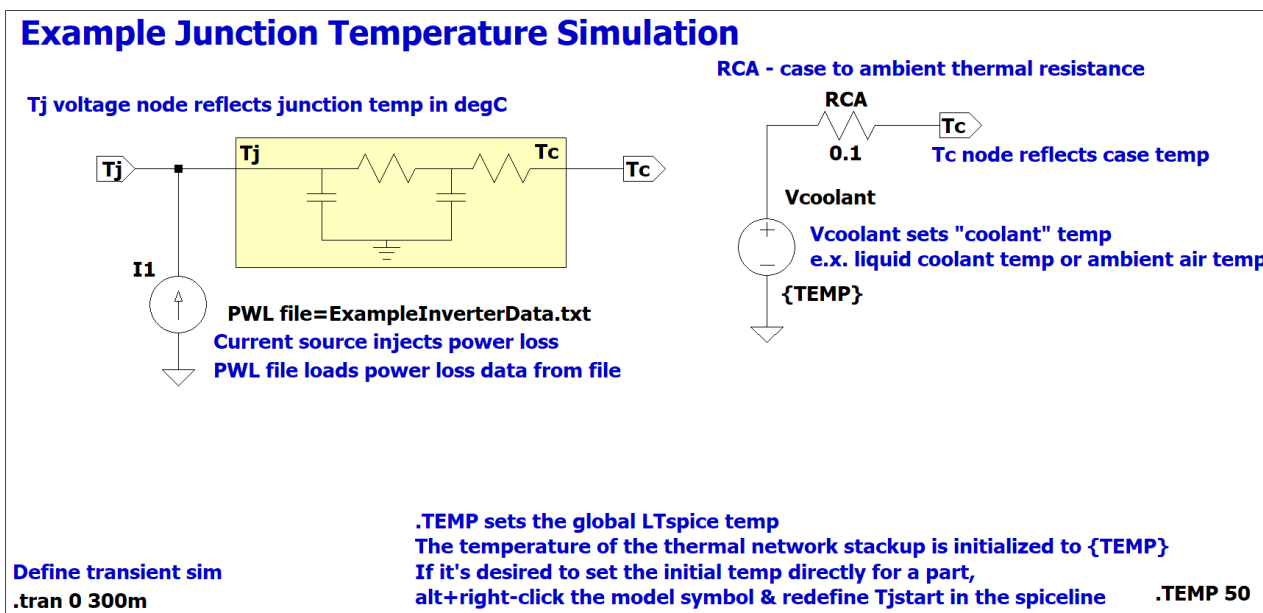 Example Junction Temperature Simulation
RCA - case to ambient thermal resistance
Tj voltage node reflects junction temp in degC
RCA
Tc
0.1
Tc node reflects case temp
Tj
Tj
Tc
Tc
Vcoolant
Vcoolant sets "coolant" temp
e.x. liquid coolant temp or ambient air temp
{TEMP}
I1
PWL file=ExampleInverterData.txt
Current source injects power loss
PWL file loads power loss data from file
.TEMP sets the global LTspice temp
The temperature of the thermal network stackup is initialized to {TEMP}
If it's desired to set the initial temp directly for a part,
alt+right-click the model symbol & redefine Tjstart in the spiceline
Define transient sim
.tran 0 300m
.TEMP 50